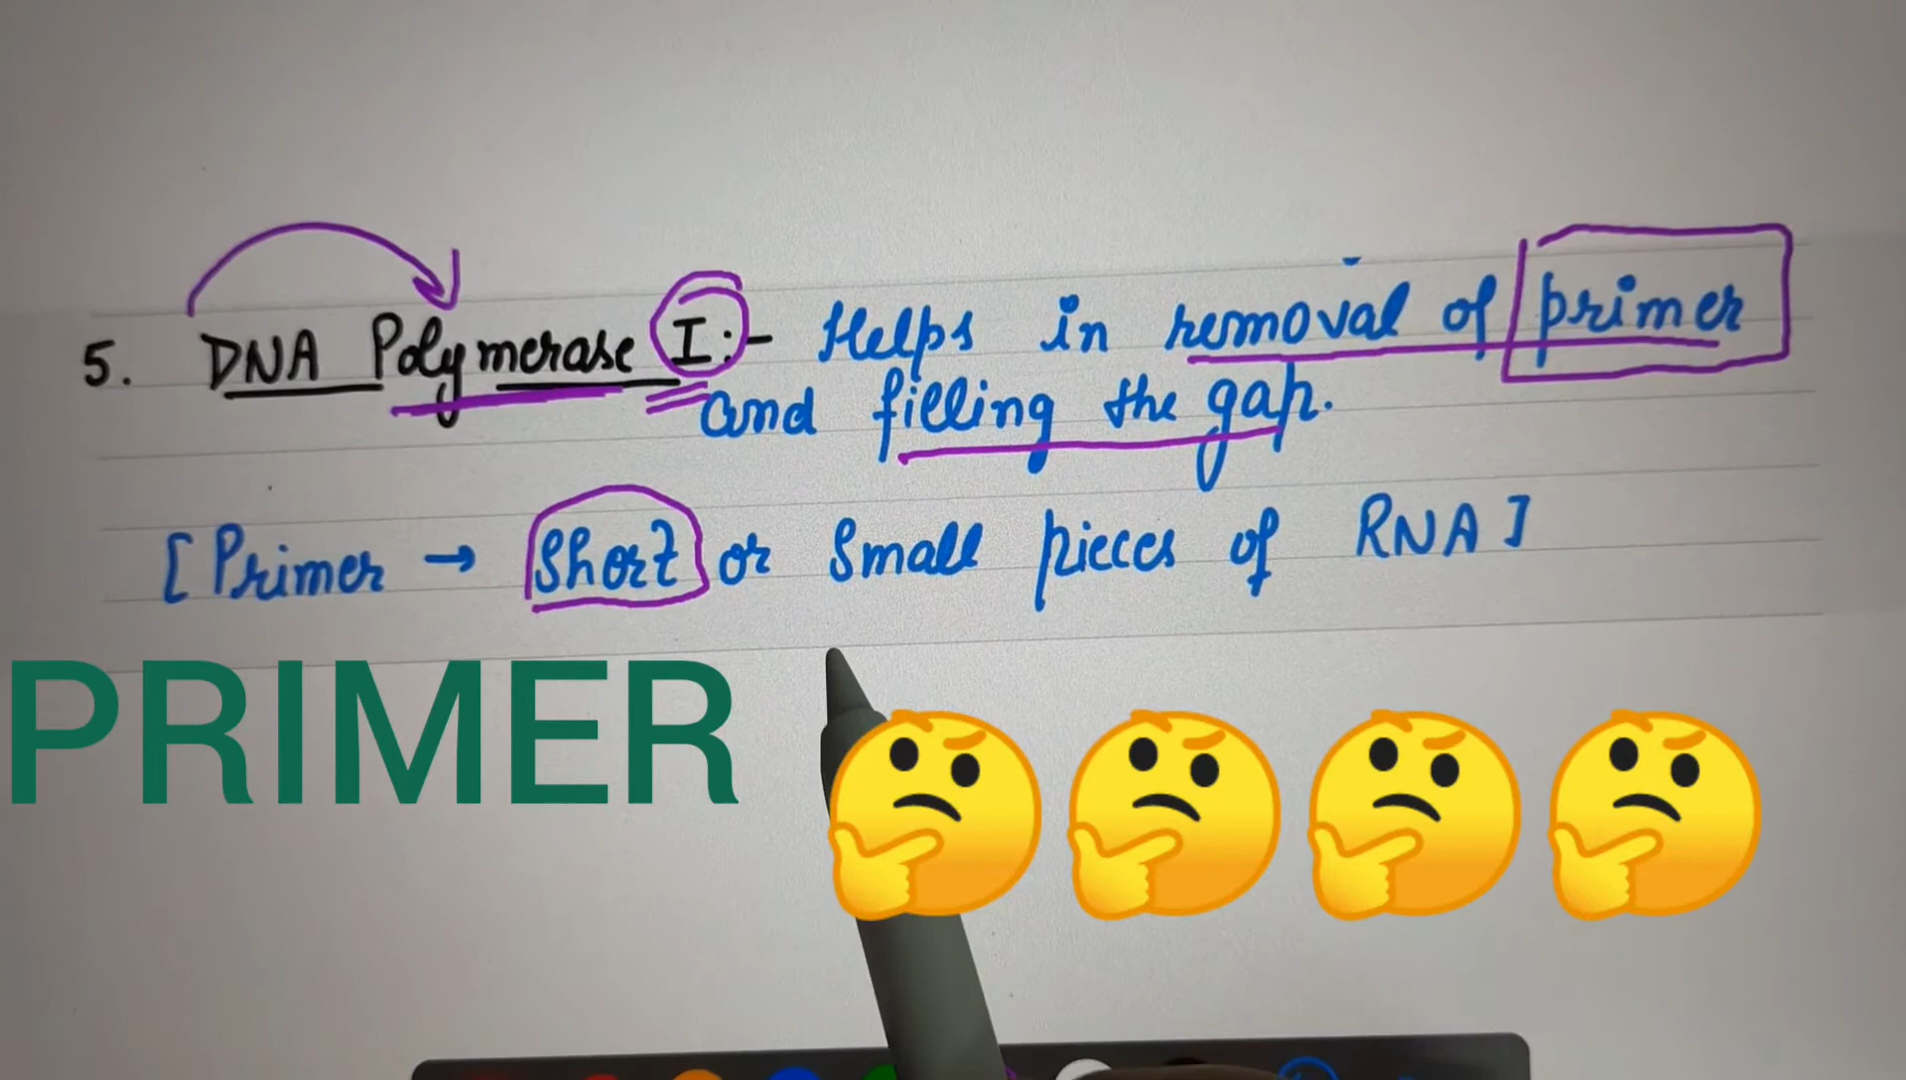 5. DNA Polymerase I:- Helps in removal of primer
and filling the gap.
[Primer → Short or Small pieces of RNA]
PRIMER